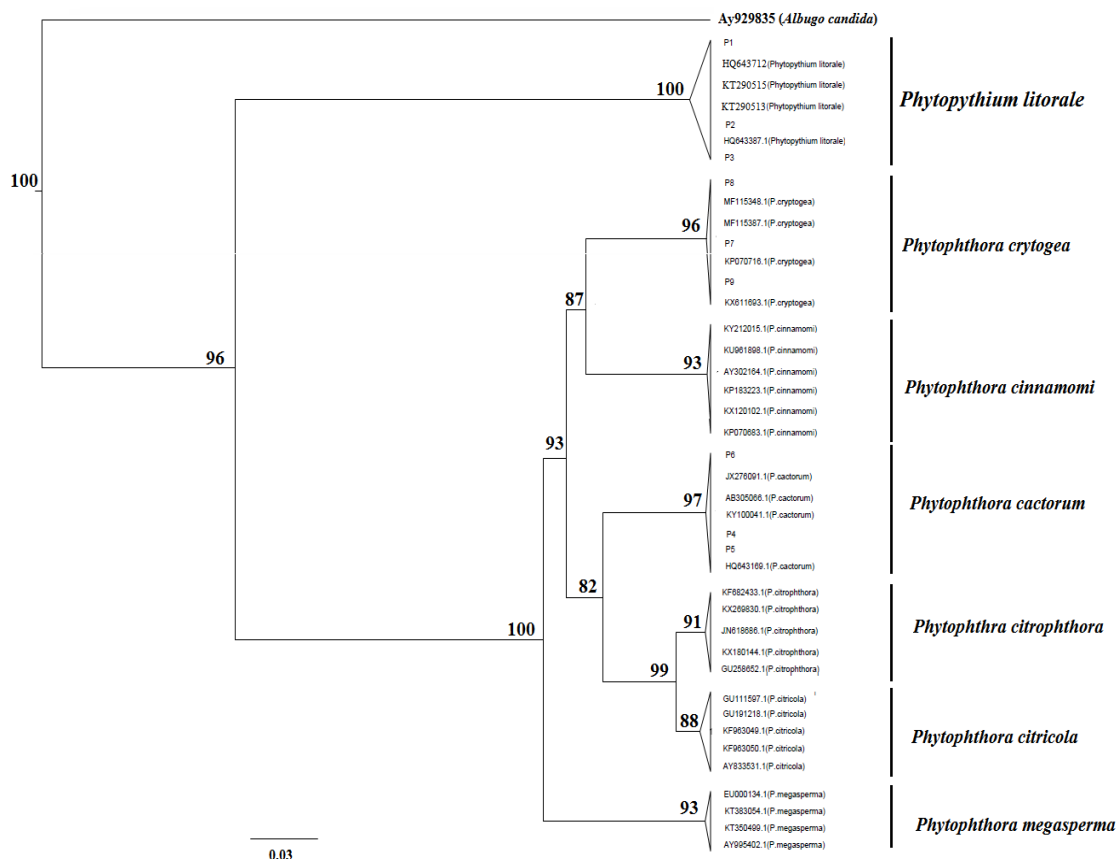 Ay929835 (Albugo candida)
P1
HQ643712(Phytopythium litorale)
KT290515(Phytopythium litorale)
KT290513(Phytopythium litorale)
P2
HQ643387.1(Phytopythium litorale)
P3
100
Phytopythium litorale
100
P8
MF115348.1(P.cryptogea)
MF115387.1(P.cryptogea)
P7
KP070716.1(P.cryptogea)
P9
KX611693.1(P.cryptogea)
96
Phytophthora crytogea
87
KY212015.1(P.cinnamomi)
KU961898.1(P.cinnamomi)
AY302164.1(P.cinnamomi)
KP183223.1(P.cinnamomi)
KX120102.1(P.cinnamomi)
KP070683.1(P.cinnamomi)
93
Phytophthora cinnamomi
96
93
P6
JX276091.1(P.cactorum)
AB305066.1(P.cactorum)
KY100041.1(P.cactorum)
P4
P5
HQ643169.1(P.cactorum)
97
Phytophthora cactorum
82
KF682433.1(P.citrophthora)
KX269830.1(P.citrophthora)
JN618686.1(P.citrophthora)
KX180144.1(P.citrophthora)
GU258652.1(P.citrophthora)
91
Phytophthra citrophthora
100
99
GU111597.1(P.citricola)
GU191218.1(P.citricola)
KF963049.1(P.citricola)
KF963050.1(P.citricola)
AY833531.1(P.citricola)
88
Phytophthora citricola
EU000134.1(P.megasperma)
KT383054.1(P.megasperma)
KT350499.1(P.megasperma)
AY995402.1(P.megasperma)
93
Phytophthora megasperma
0.03